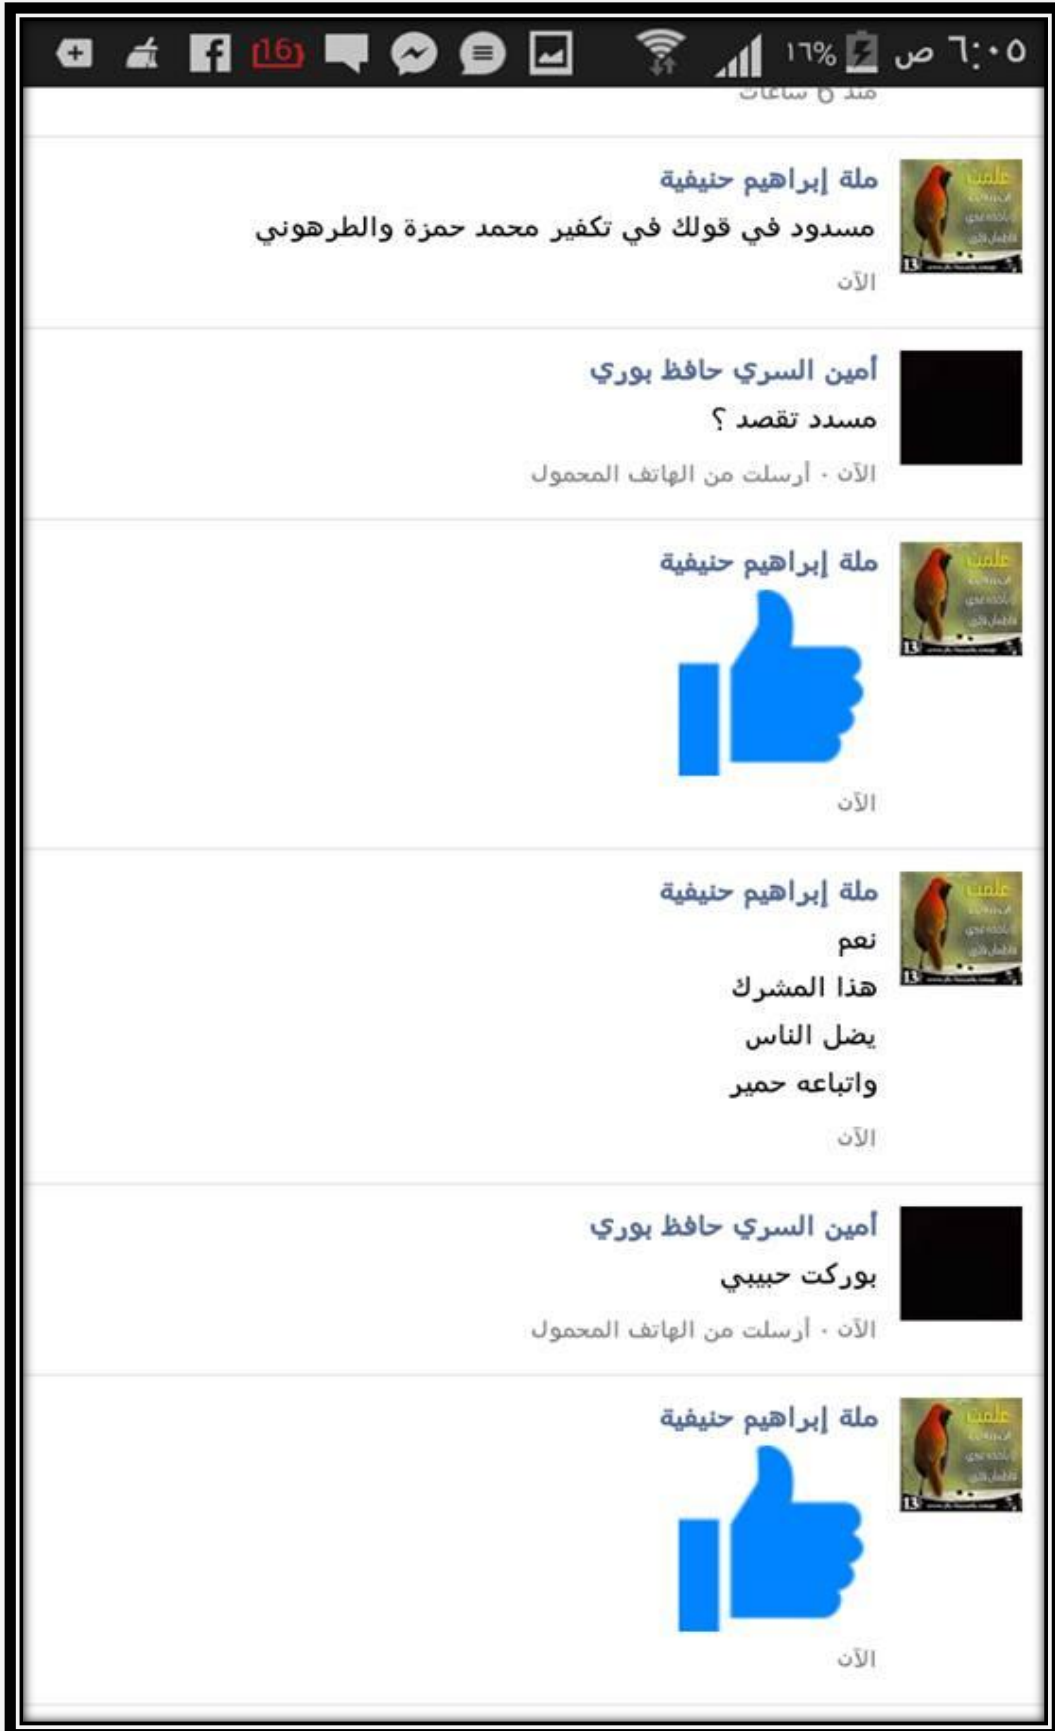 ٦:٠٥ ص ١٦% 16
منذ 6 ساعات
ملة إبراهيم حنيفية
مسدود في قولك في تكفير محمد حمزة والطرهوني
الآن
أمين السري حافظ بوري
مسدد تقصد ؟
الآن · أرسلت من الهاتف المحمول
ملة إبراهيم حنيفية
الآن
ملة إبراهيم حنيفية
نعم
هذا المشرك
يضل الناس
واتباعه حمير
الآن
أمين السري حافظ بوري
بوركت حبيبي
الآن · أرسلت من الهاتف المحمول
ملة إبراهيم حنيفية
الآن